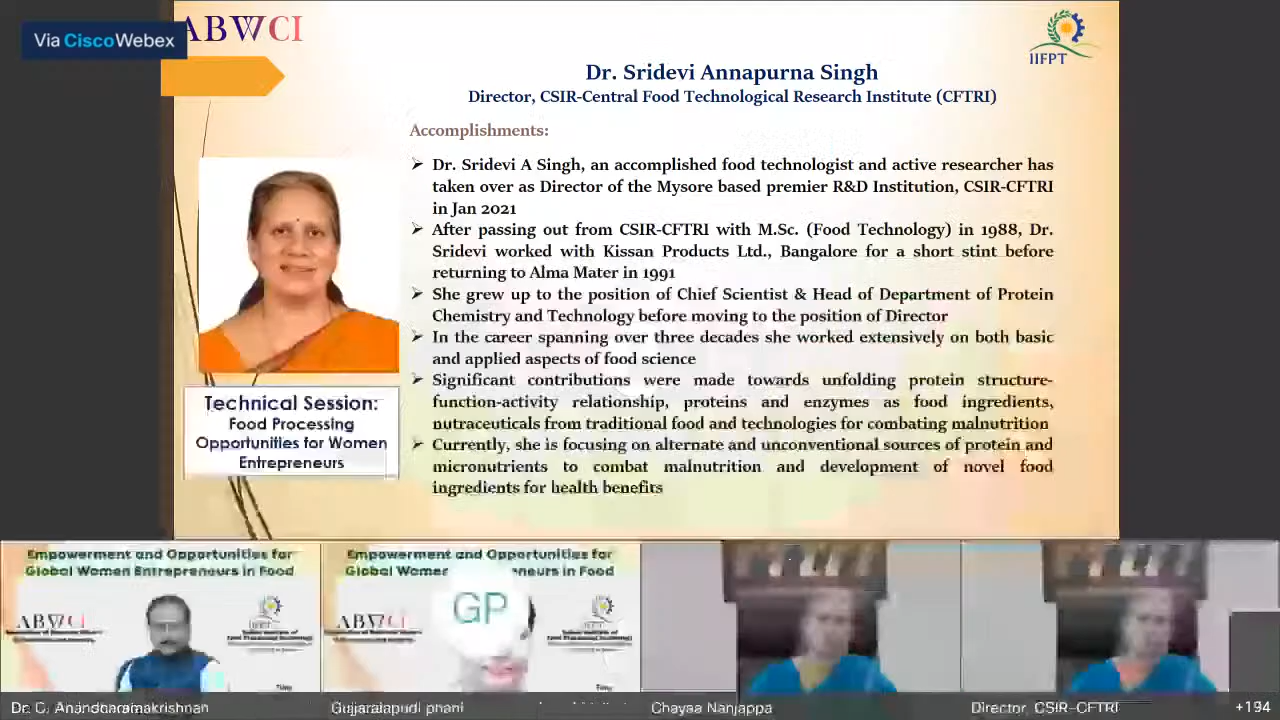 ABWCI
Via CiscoWebex
IIFPT
Dr. Sridevi Annapurna Singh
Director, CSIR-Central Food Technological Research Institute (CFTRI)
Accomplishments:
➢ Dr. Sridevi A Singh, an accomplished food technologist and active researcher has
taken over as Director of the Mysore based premier R&D Institution, CSIR-CFTRI
in Jan 2021
➢ After passing out from CSIR-CFTRI with M.Sc. (Food Technology) in 1988, Dr.
Sridevi worked with Kissan Products Ltd., Bangalore for a short stint before
returning to Alma Mater in 1991
➢ She grew up to the position of Chief Scientist & Head of Department of Protein
Chemistry and Technology before moving to the position of Director
➢ In the career spanning over three decades she worked extensively on both basic
and applied aspects of food science
➢ Significant contributions were made towards unfolding protein structure-
function-activity relationship, proteins and enzymes as food ingredients,
nutraceuticals from traditional food and technologies for combating malnutrition
➢ Currently, she is focusing on alternate and unconventional sources of protein and
micronutrients to combat malnutrition and development of novel food
ingredients for health benefits
Technical Session:
Food Processing
Opportunities for Women
Entrepreneurs
Empowerment and Opportunities for
Global Women Entrepreneurs in Food
ABWCI
IIFPT
Dr. C. Anandharamakrishnan
Empowerment and Opportunities for
Global Women in Food
GP
ABWCI
Gujjaralapudi phani
Chayaa Nanjappa
Director, CSIR-CFTRI
+194